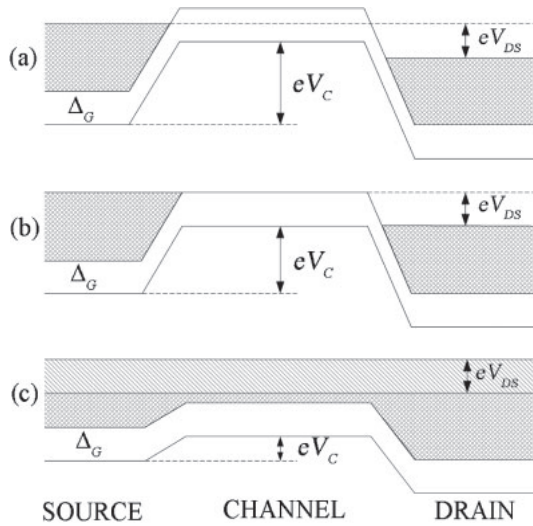 (a) Δ_G eV_C eV_DS
(b) Δ_G eV_C eV_DS
(c) Δ_G eV_C eV_DS
SOURCE CHANNEL DRAIN